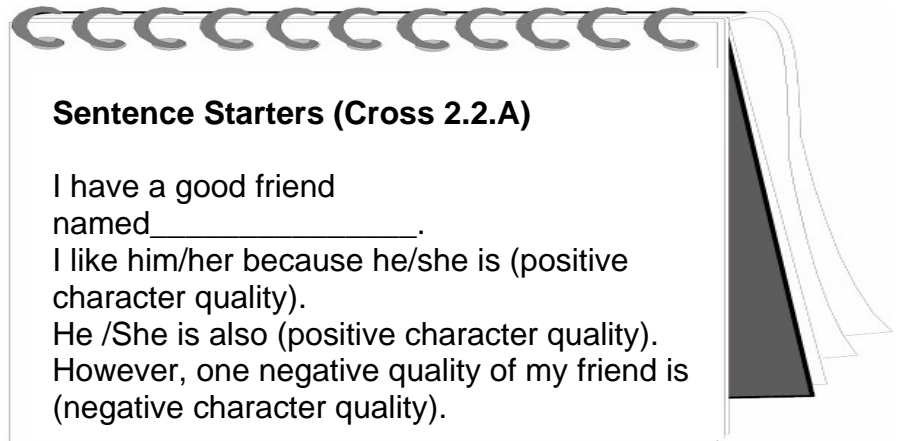 Sentence Starters (Cross 2.2.A)
I have a good friend
named_______________.
I like him/her because he/she is (positive
character quality).
He /She is also (positive character quality).
However, one negative quality of my friend is
(negative character quality).